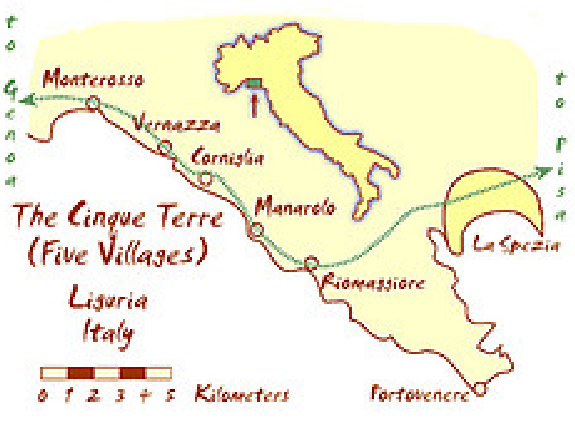 to Genoa
to Pisa
Monterosso
Vernazza
Corniglia
Manarolo
The Cinque Terre
(Five Villages)
La Spezia
Riomaggiore
Liguria
Italy
0 1 2 3 4 5 Kilometers
Portovenere